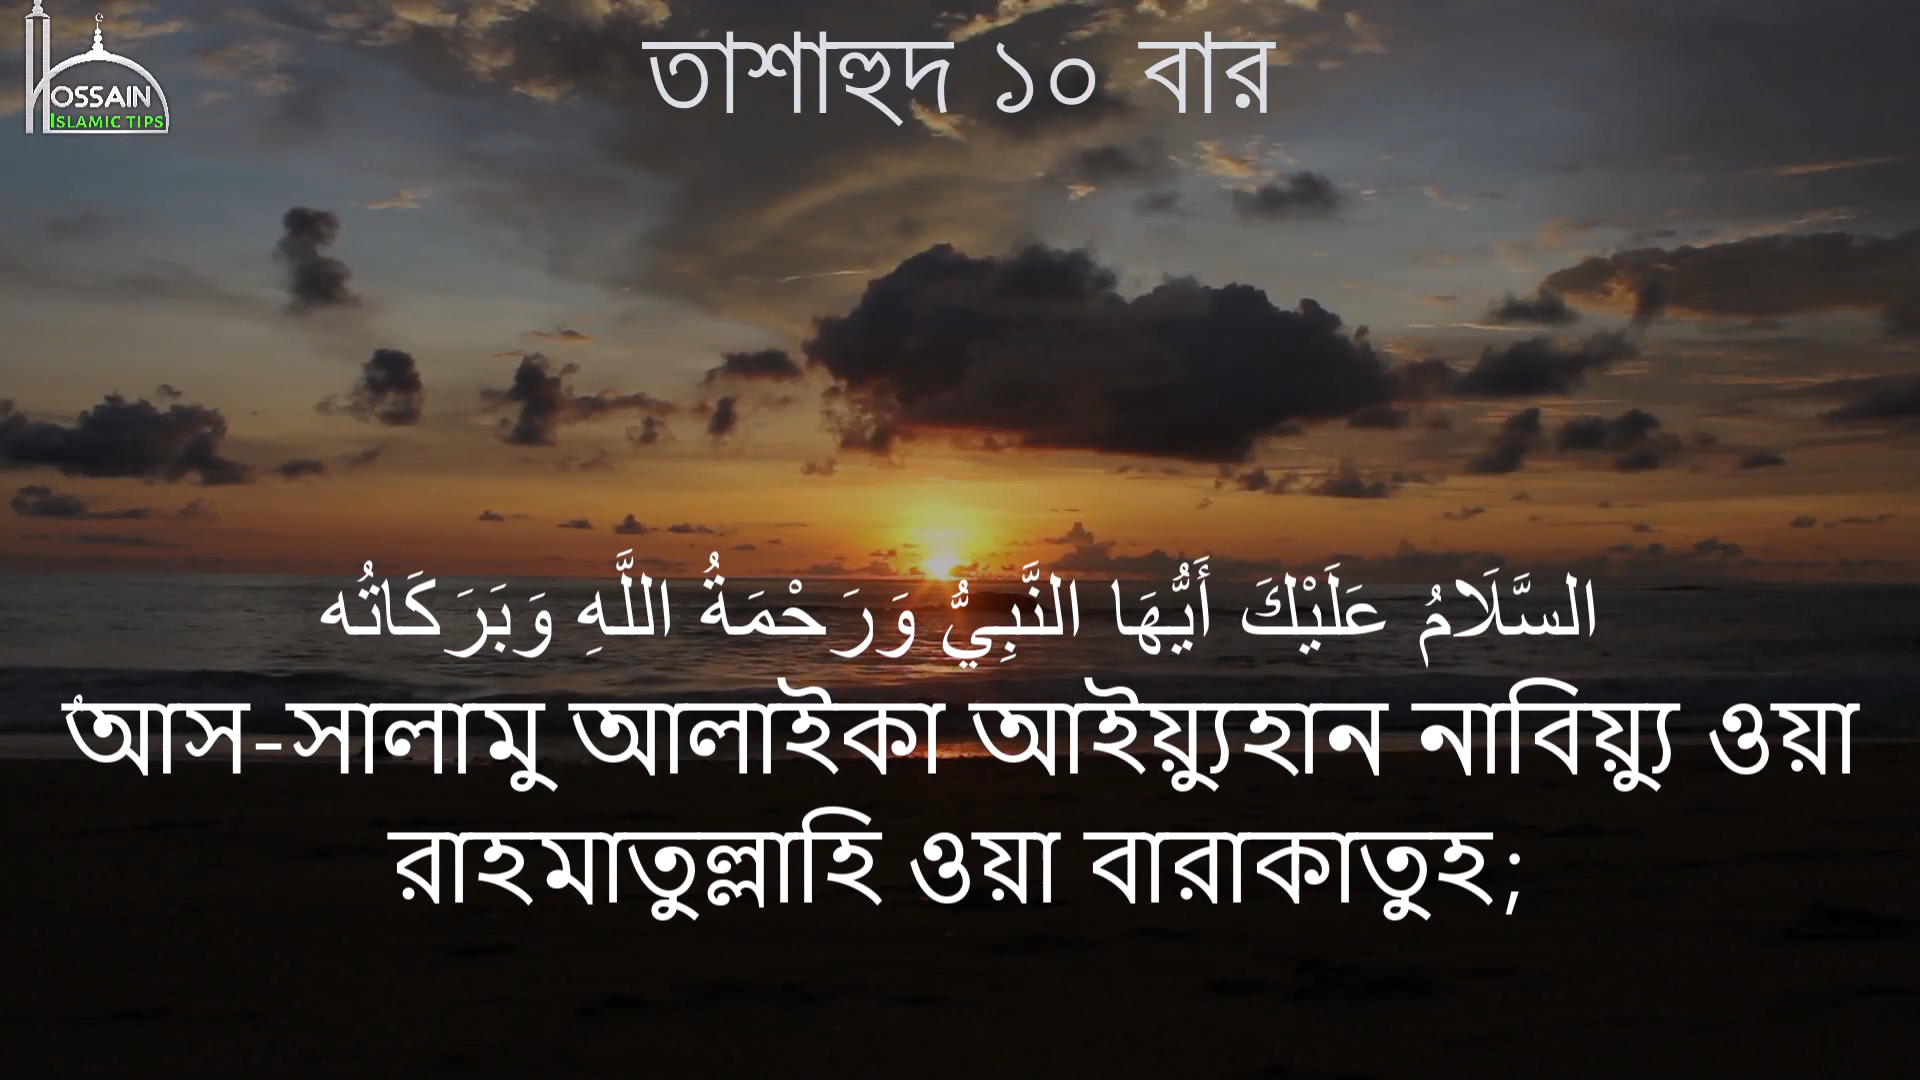 তাশাহুদ ১০ বার
HOSSAIN
ISLAMIC TIPS
السَّلَامُ عَلَيْكَ أَيُّهَا النَّبِيُّ وَرَحْمَةُ اللَّهِ وَبَرَكَاتُه
আস-সালামু আলাইকা আইয়্যুহান নাবিয়্যু ওয়া
রাহমাতুল্লাহি ওয়া বারাকাতুহ;